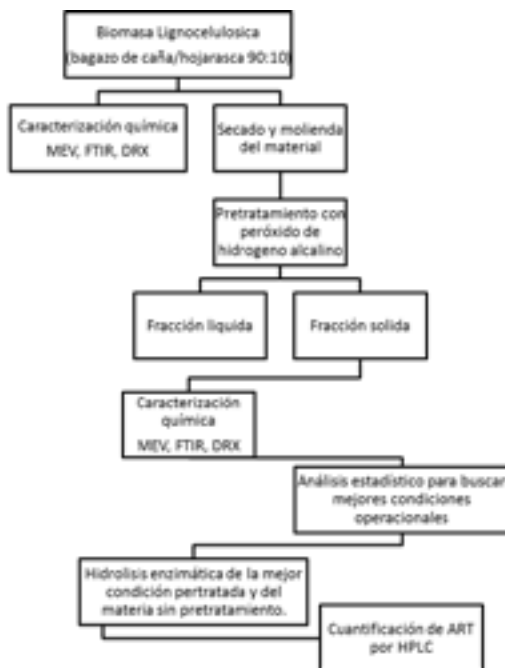 Biomasa Lignocelulosica
(bagazo de caña/hojarasca 90:10)
Caracterización química
MEV, FTIR, DRX
Secado y molienda
del material
Pretratamiento con
peróxido de
hidrogeno alcalino
Fracción liquida
Fracción solida
Caracterización
química
MEV, FTIR, DRX
Análisis estadístico para buscar
mejores condiciones
operacionales
Hidrolisis enzimática de la mejor
condición pertratada y del
materia sin pretratamiento.
Cuantificación de ART
por HPLC